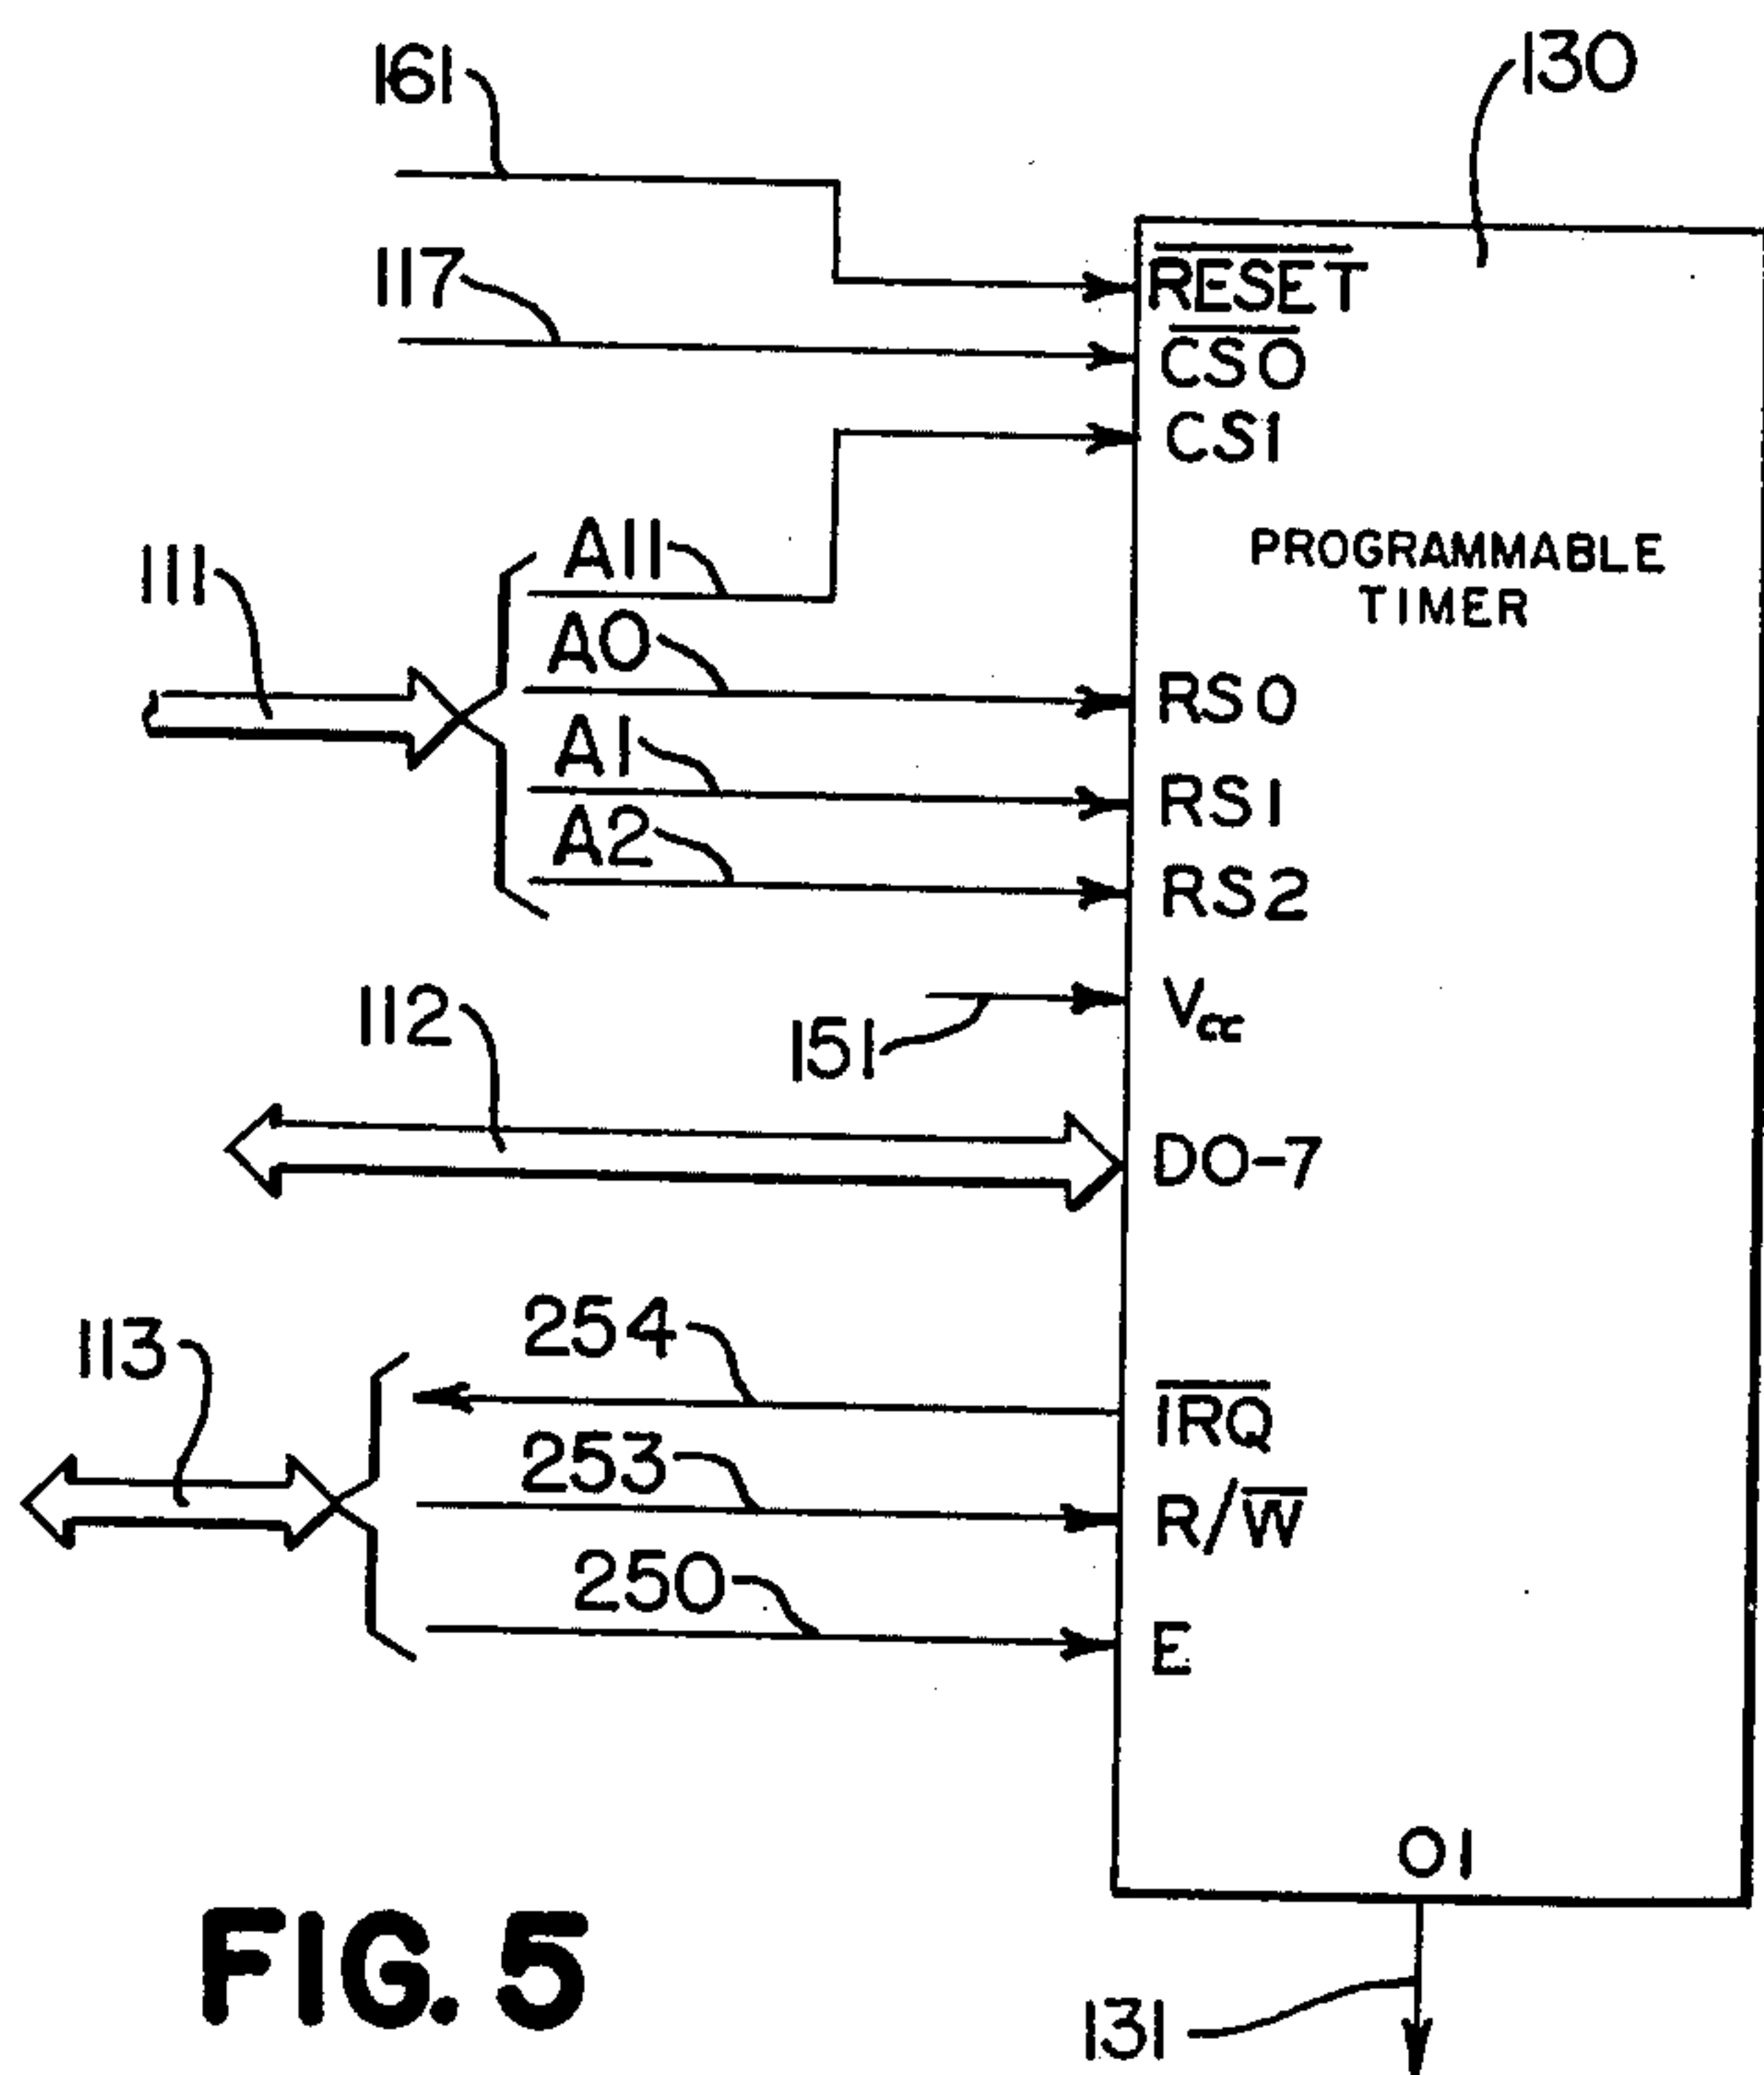 161
130
RESET
117
CS0
CS1
A11
111
PROGRAMMABLE
TIMER
A0
RS0
A1
RS1
A2
RS2
112
Vcc
151
D0-7
254
113
IRQ
253
R/W
250
E
01
FIG. 5
131